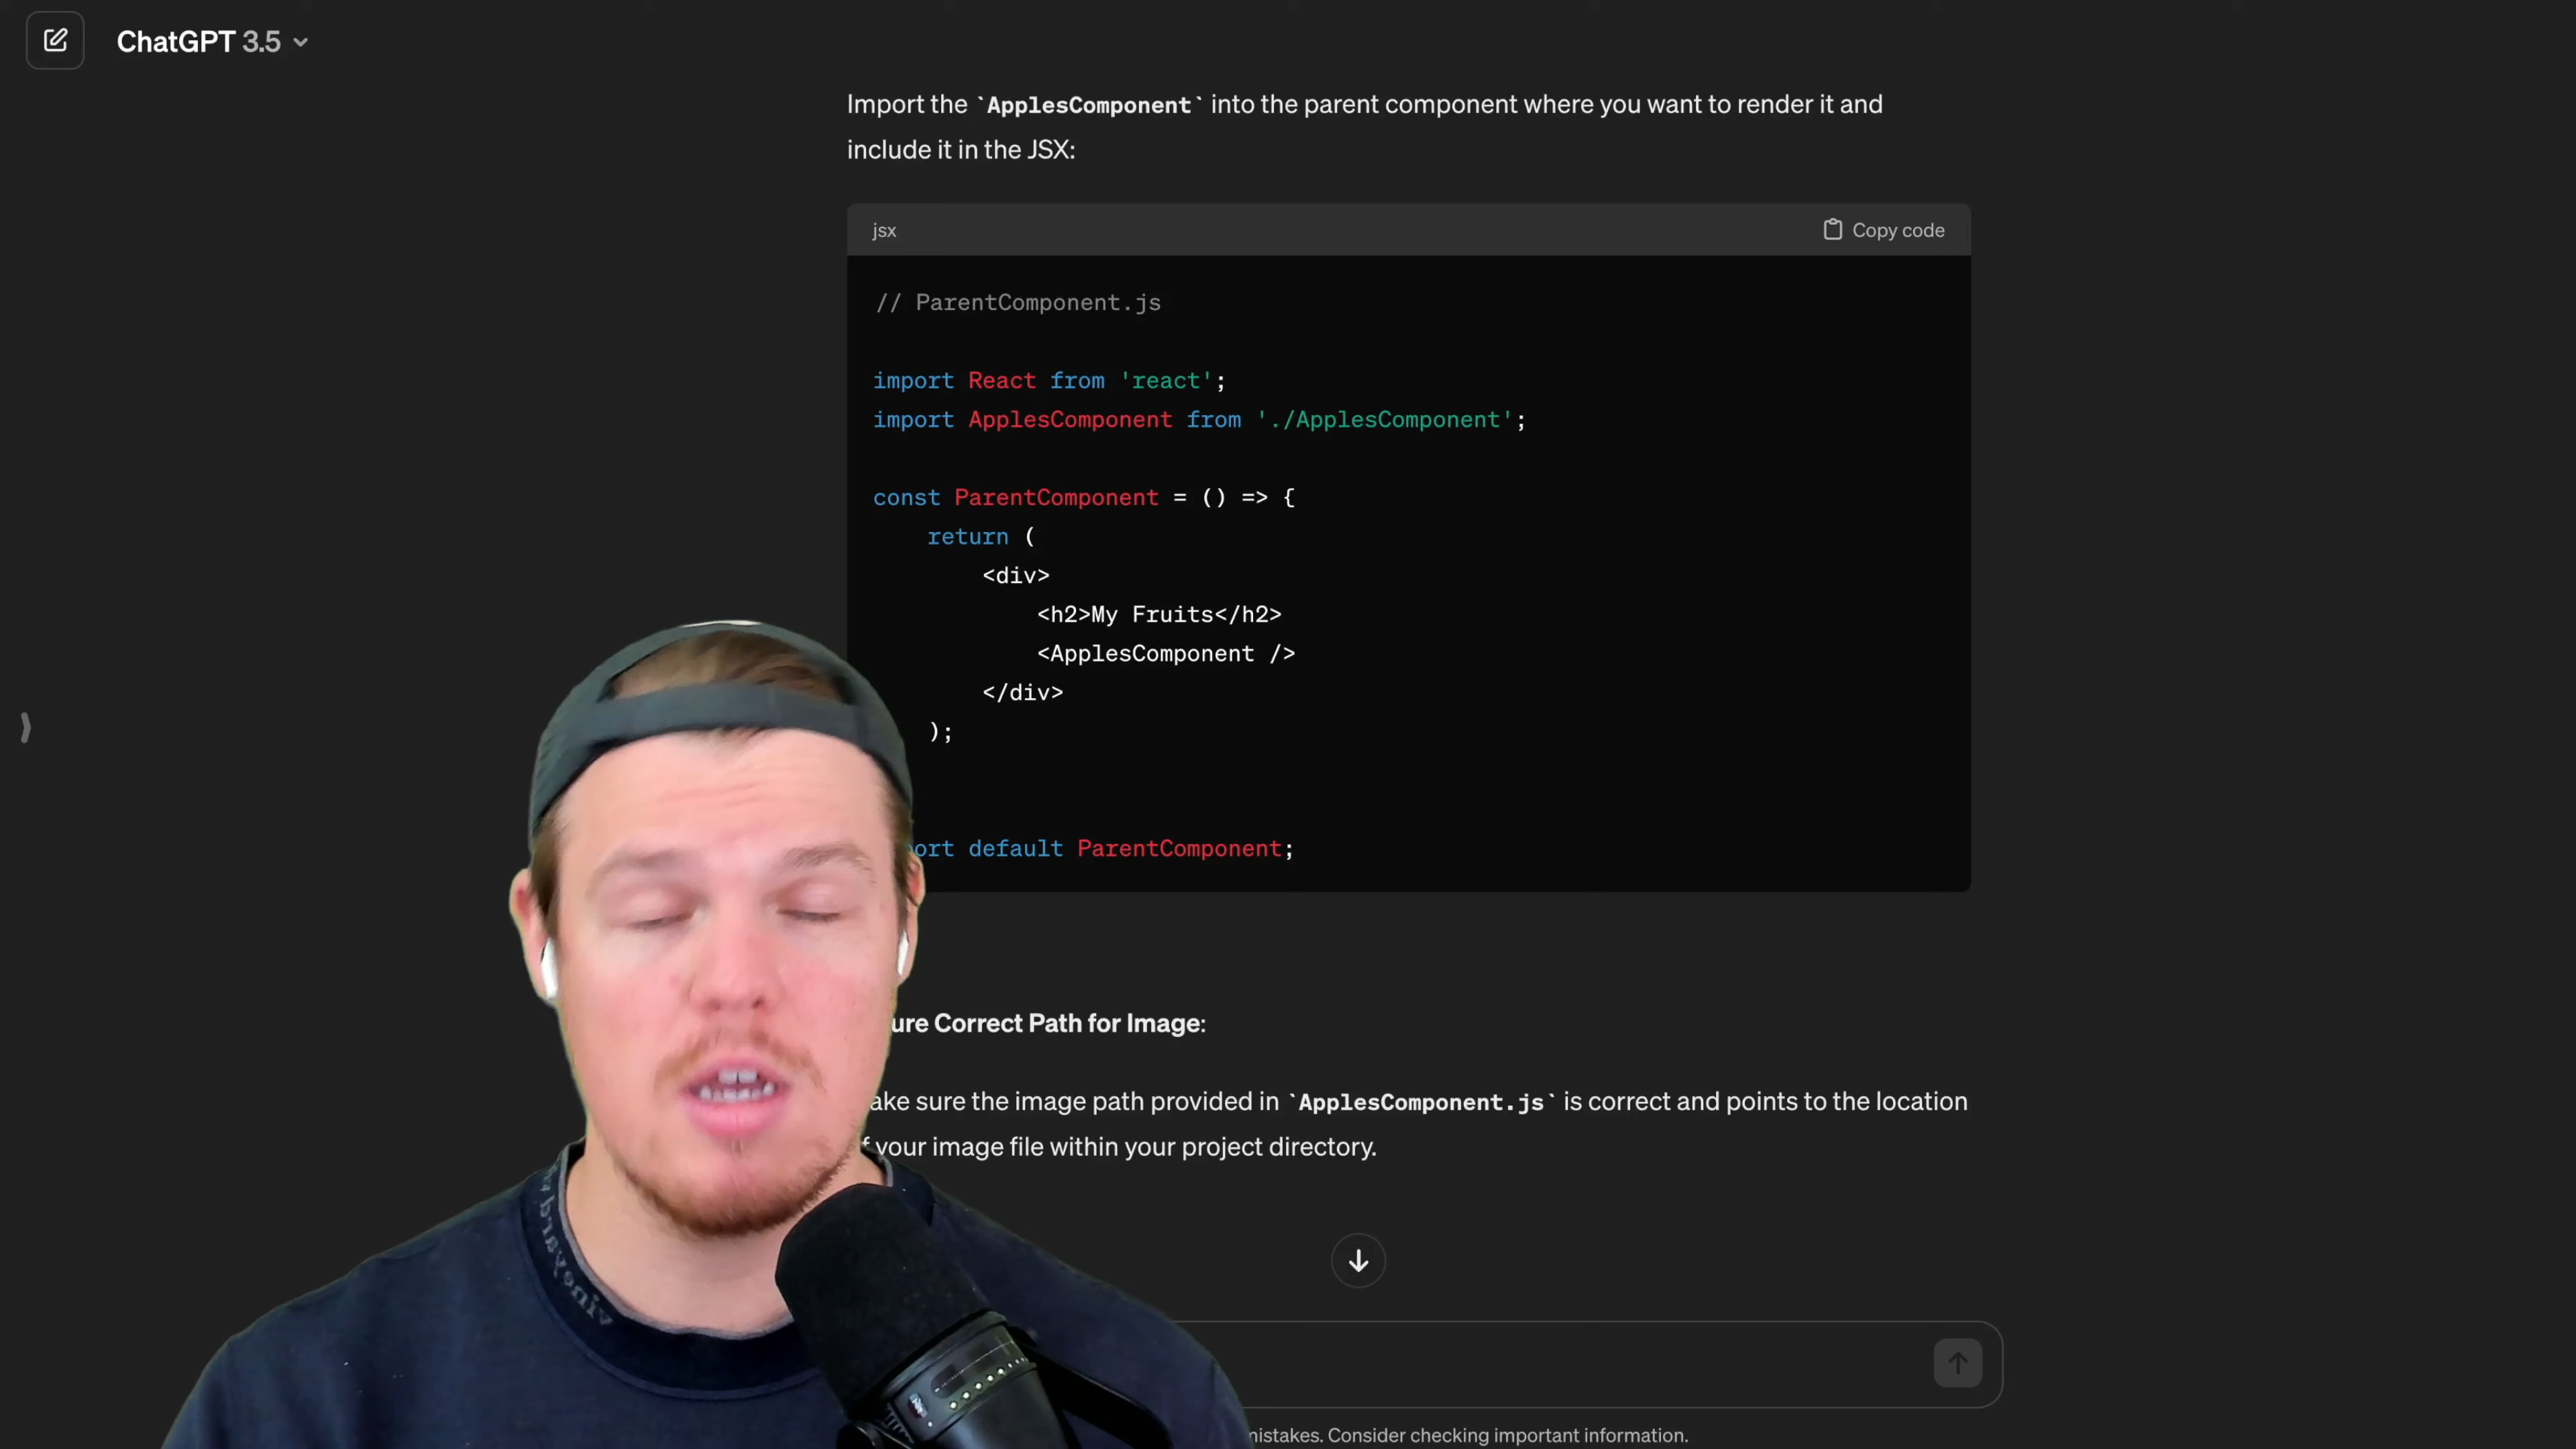 ChatGPT 3.5
Import the `ApplesComponent` into the parent component where you want to render it and
include it in the JSX:
jsx
Copy code
// ParentComponent.js
import React from 'react';
import ApplesComponent from './ApplesComponent';
const ParentComponent = () => {
return (
<div>
<h2>My Fruits</h2>
<ApplesComponent />
</div>
);
ort default ParentComponent;
ure Correct Path for Image:
ake sure the image path provided in `ApplesComponent.js` is correct and points to the location
f your image file within your project directory.
nistakes. Consider checking important information.